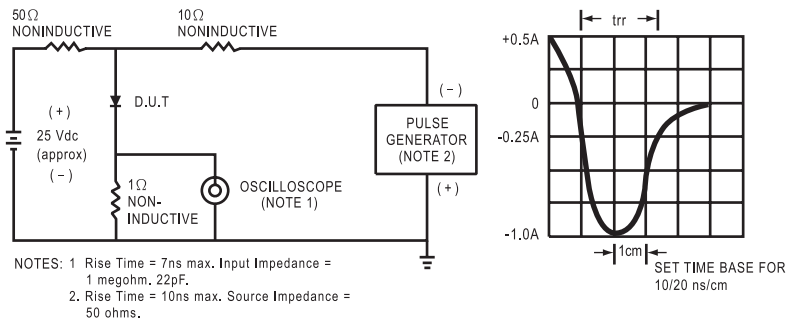 50Ω
NONINDUCTIVE
10Ω
NONINDUCTIVE
D.U.T
(+)
25 Vdc
(approx)
(-)
1Ω
NON-
INDUCTIVE
OSCILLOSCOPE
(NOTE 1)
(-)
PULSE
GENERATOR
(NOTE 2)
(+)
NOTES: 1 Rise Time = 7ns max. Input Impedance =
1 megohm. 22pF.
2. Rise Time = 10ns max. Source Impedance =
50 ohms.
trr
+0.5A
0
-0.25A
-1.0A
1cm
SET TIME BASE FOR
10/20 ns/cm